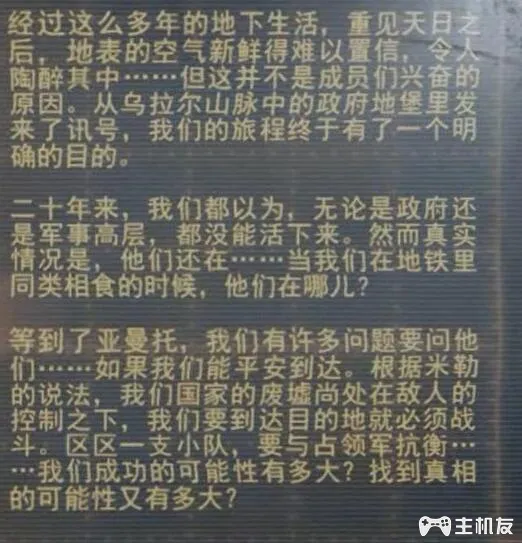 经过这么多年的地下生活，重见天日之
后，地表的空气新鲜得难以置信，令人
陶醉其中……但这并不是成员们兴奋的
原因。从乌拉尔山脉中的政府地堡里发
来了讯号，我们的旅程终于有了一个明
确的目的。
二十年来，我们都以为，无论是政府还
是军事高层，都没能活下来。然而真实
情况是，他们还在……当我们在地铁里
同类相食的时候，他们在哪儿？
等到了亚曼托，我们有许多问题要问他
们……如果我们能平安到达。根据米勒
的说法，我们国家的废墟尚处在敌人的
控制之下，我们要到达目的地就必须战
斗。区区一支小队，要与占领军抗衡…
…我们成功的可能性有多大？找到真相
的可能性又有多大？
主机友